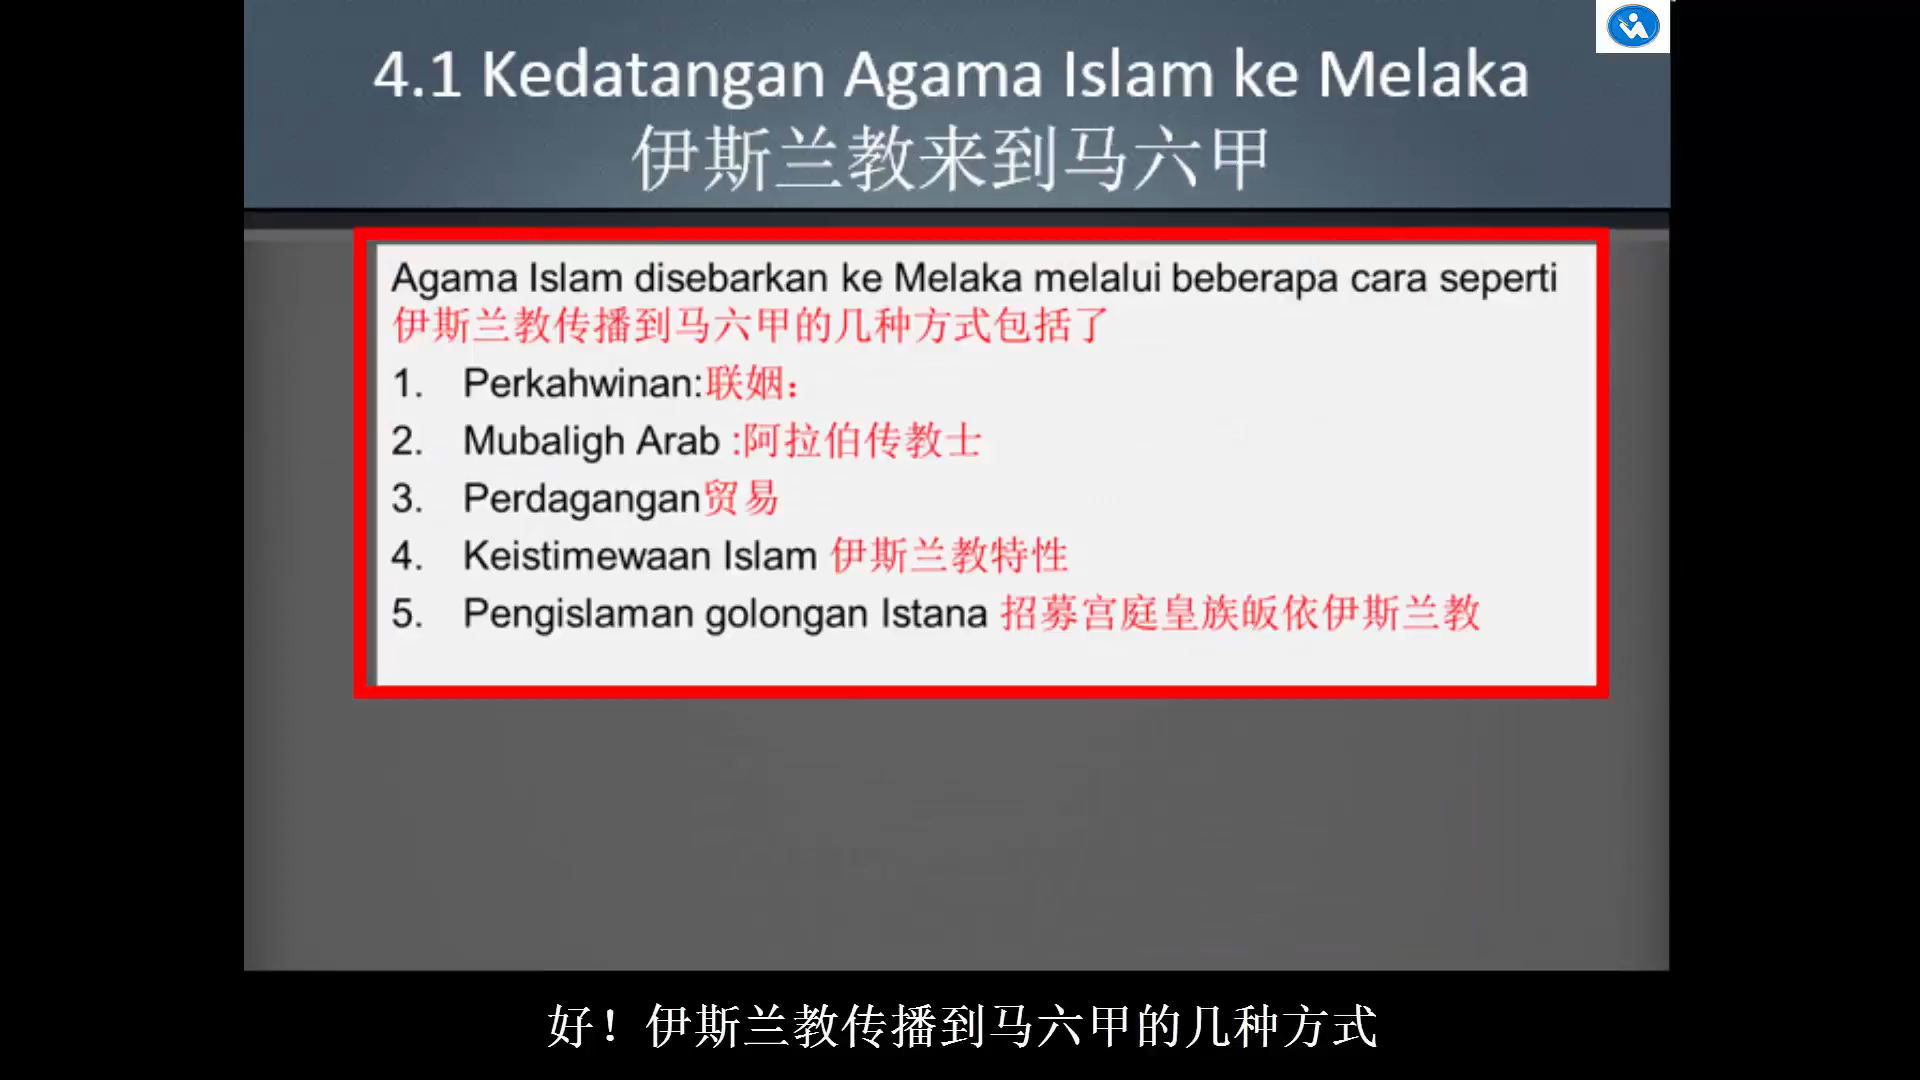 4.1 Kedatangan Agama Islam ke Melaka
伊斯兰教来到马六甲
Agama Islam disebarkan ke Melaka melalui beberapa cara seperti
伊斯兰教传播到马六甲的几种方式包括了
1. Perkahwinan:联姻：
2. Mubaligh Arab :阿拉伯传教士
3. Perdagangan贸易
4. Keistimewaan Islam 伊斯兰教特性
5. Pengislaman golongan Istana 招募宫庭皇族皈依伊斯兰教
好！伊斯兰教传播到马六甲的几种方式